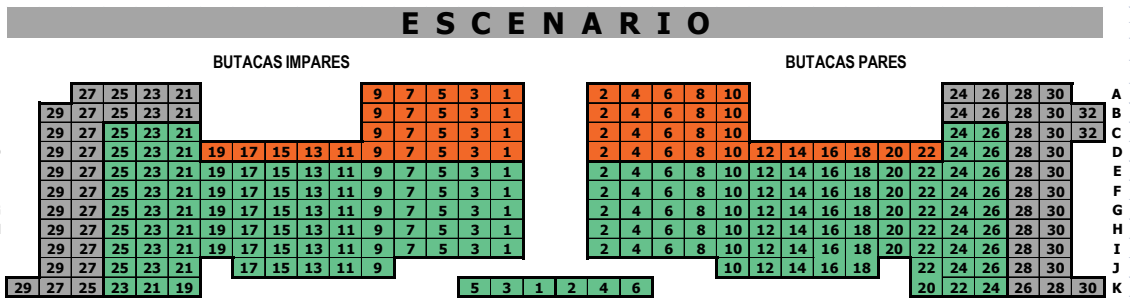 ESCENARIO
BUTACAS IMPARES BUTACAS PARES
27 25 23 21 9 7 5 3 1 2 4 6 8 10 24 26 28 30 A
29 27 25 23 21 9 7 5 3 1 2 4 6 8 10 24 26 28 30 32 B
29 27 25 23 21 9 7 5 3 1 2 4 6 8 10 24 26 28 30 32 C
29 27 25 23 21 19 17 15 13 11 9 7 5 3 1 2 4 6 8 10 12 14 16 18 20 22 24 26 28 30 D
29 27 25 23 21 19 17 15 13 11 9 7 5 3 1 2 4 6 8 10 12 14 16 18 20 22 24 26 28 30 E
29 27 25 23 21 19 17 15 13 11 9 7 5 3 1 2 4 6 8 10 12 14 16 18 20 22 24 26 28 30 F
29 27 25 23 21 19 17 15 13 11 9 7 5 3 1 2 4 6 8 10 12 14 16 18 20 22 24 26 28 30 G
29 27 25 23 21 19 17 15 13 11 9 7 5 3 1 2 4 6 8 10 12 14 16 18 20 22 24 26 28 30 H
29 27 25 23 21 19 17 15 13 11 9 7 5 3 1 2 4 6 8 10 12 14 16 18 20 22 24 26 28 30 I
29 27 25 23 21 17 15 13 11 9 10 12 14 16 18 22 24 26 28 30 J
29 27 25 23 21 19 5 3 1 2 4 6 20 22 24 26 28 30 K